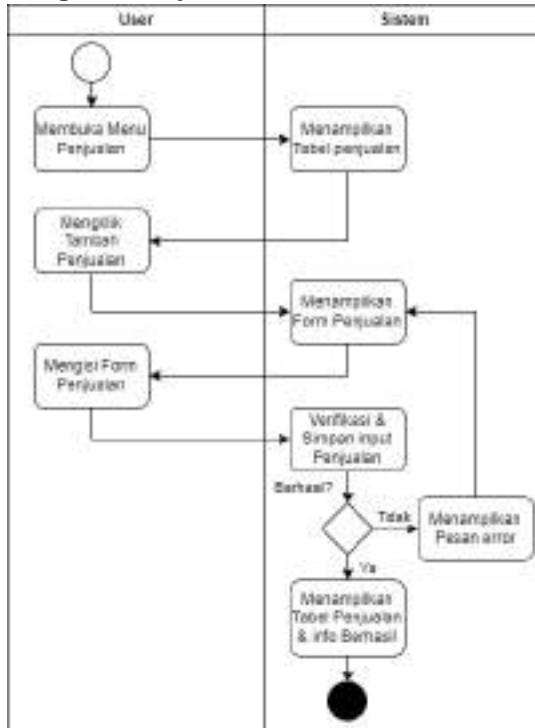 User
Sistem
Membuka Menu
Penjualan
Menampilkan
Tabel penjualan
Mengklik
Tambah
Penjualan
Menampilkan
Form Penjualan
Mengisi Form
Penjualan
Verifikasi &
Simpan input
Penjualan
Berhasil?
Tidak
Menampilkan
Pesan error
Ya
Menampilkan
Tabel Penjualan
& info Berhasil